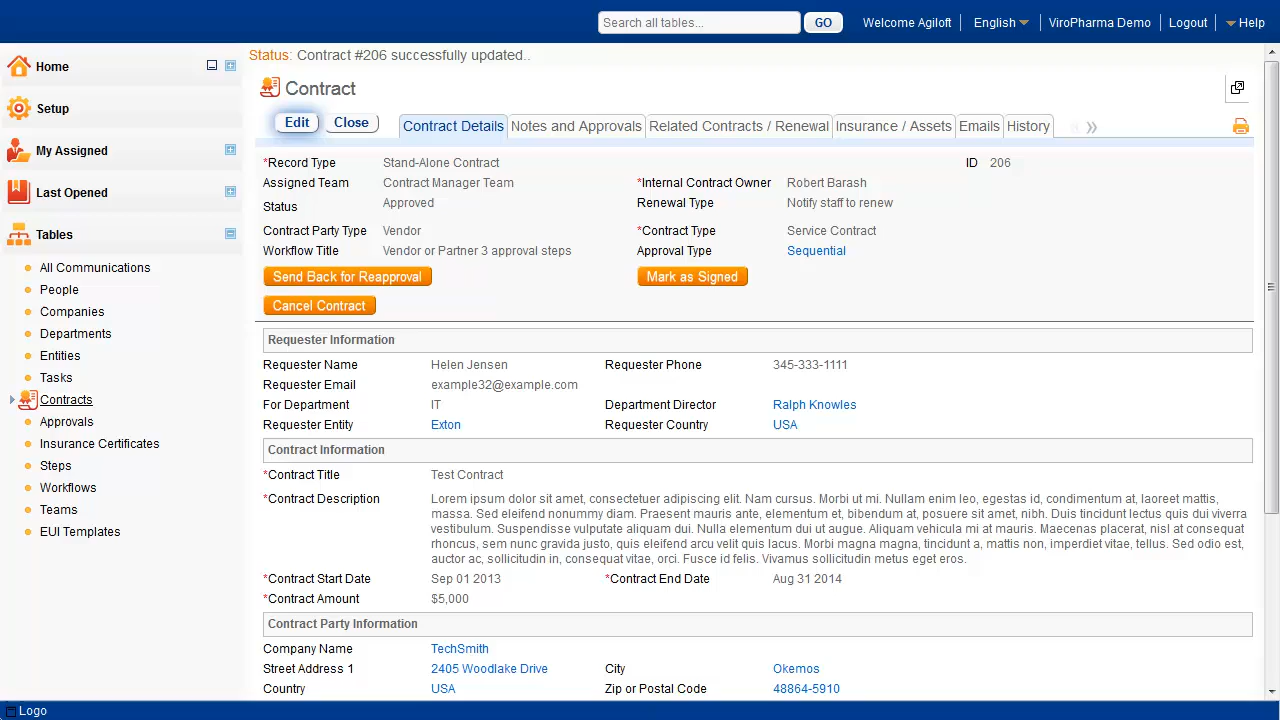 Search all tables... GO Welcome Agiloft English ViroPharma Demo Logout Help
Status: Contract #206 successfully updated..
Home
Setup
My Assigned
Last Opened
Tables
All Communications
People
Companies
Departments
Entities
Tasks
Contracts
Approvals
Insurance Certificates
Steps
Workflows
Teams
EUI Templates
Contract
Edit Close Contract Details Notes and Approvals Related Contracts / Renewal Insurance / Assets Emails History
*Record Type Stand-Alone Contract ID 206
Assigned Team Contract Manager Team *Internal Contract Owner Robert Barash
Status Approved Renewal Type Notify staff to renew
Contract Party Type Vendor *Contract Type Service Contract
Workflow Title Vendor or Partner 3 approval steps Approval Type Sequential
Send Back for Reapproval Mark as Signed
Cancel Contract
Requester Information
Requester Name Helen Jensen Requester Phone 345-333-1111
Requester Email example32@example.com
For Department IT Department Director Ralph Knowles
Requester Entity Exton Requester Country USA
Contract Information
*Contract Title Test Contract
*Contract Description Lorem ipsum dolor sit amet, consectetuer adipiscing elit. Nam cursus. Morbi ut mi. Nullam enim leo, egestas id, condimentum at, laoreet mattis,
massa. Sed eleifend nonummy diam. Praesent mauris ante, elementum et, bibendum at, posuere sit amet, nibh. Duis tincidunt lectus quis dui viverra
vestibulum. Suspendisse vulputate aliquam dui. Nulla elementum dui ut augue. Aliquam vehicula mi at mauris. Maecenas placerat, nisl at consequat
rhoncus, sem nunc gravida justo, quis eleifend arcu velit quis lacus. Morbi magna magna, tincidunt a, mattis non, imperdiet vitae, tellus. Sed odio est,
auctor ac, sollicitudin in, consequat vitae, orci. Fusce id felis. Vivamus sollicitudin metus eget eros.
*Contract Start Date Sep 01 2013 *Contract End Date Aug 31 2014
*Contract Amount $5,000
Contract Party Information
Company Name TechSmith
Street Address 1 2405 Woodlake Drive City Okemos
Country USA Zip or Postal Code 48864-5910
Logo